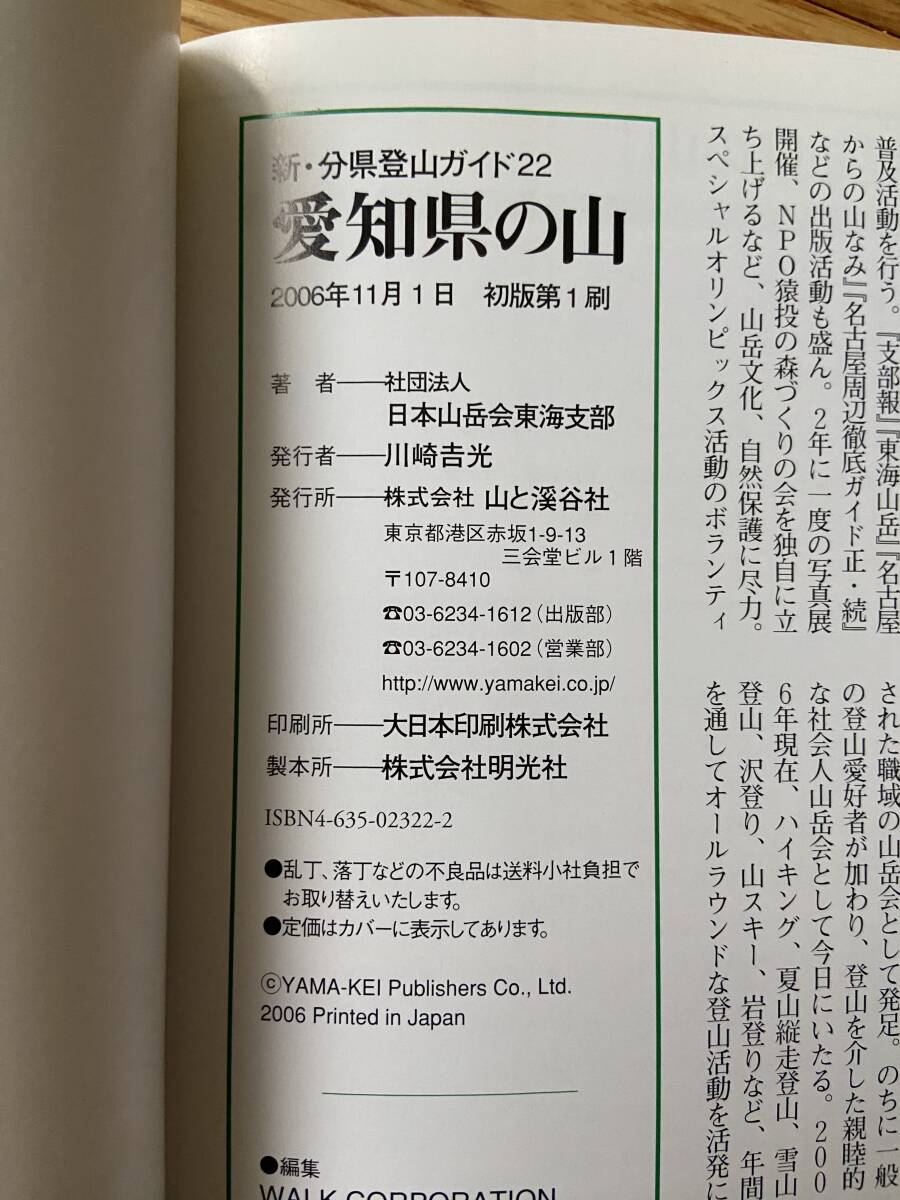 新・分県登山ガイド22
愛知県の山
2006年11月1日　初版第1刷
著　者――社団法人
日本山岳会東海支部
発行者――川崎吉光
発行所――株式会社 山と溪谷社
東京都港区赤坂1-9-13
三会堂ビル1階
〒107-8410
☎03-6234-1612（出版部）
☎03-6234-1602（営業部）
http://www.yamakei.co.jp/
印刷所――大日本印刷株式会社
製本所――株式会社明光社
ISBN4-635-02322-2
●乱丁、落丁などの不良品は送料小社負担で
お取り替えいたします。
●定価はカバーに表示してあります。
©YAMA-KEI Publishers Co., Ltd.
2006 Printed in Japan
●編集
WALK CORPORATION
普及活動を行う。『支部報』『東海山岳』『名古屋
からの山なみ』『名古屋周辺徹底ガイド正・続』
などの出版活動も盛ん。2年に一度の写真展
開催、NPO猿投の森づくりの会を独自に立
ち上げるなど、山岳文化、自然保護に尽力。
スペシャルオリンピックス活動のボランティ
された職域の山岳会として発足。のちに一般
の登山愛好者が加わり、登山を介した親睦的
な社会人山岳会として今日にいたる。200
6年現在、ハイキング、夏山縦走登山、雪山
登山、沢登り、山スキー、岩登りなど、年間
を通してオールラウンドな登山活動を活発に